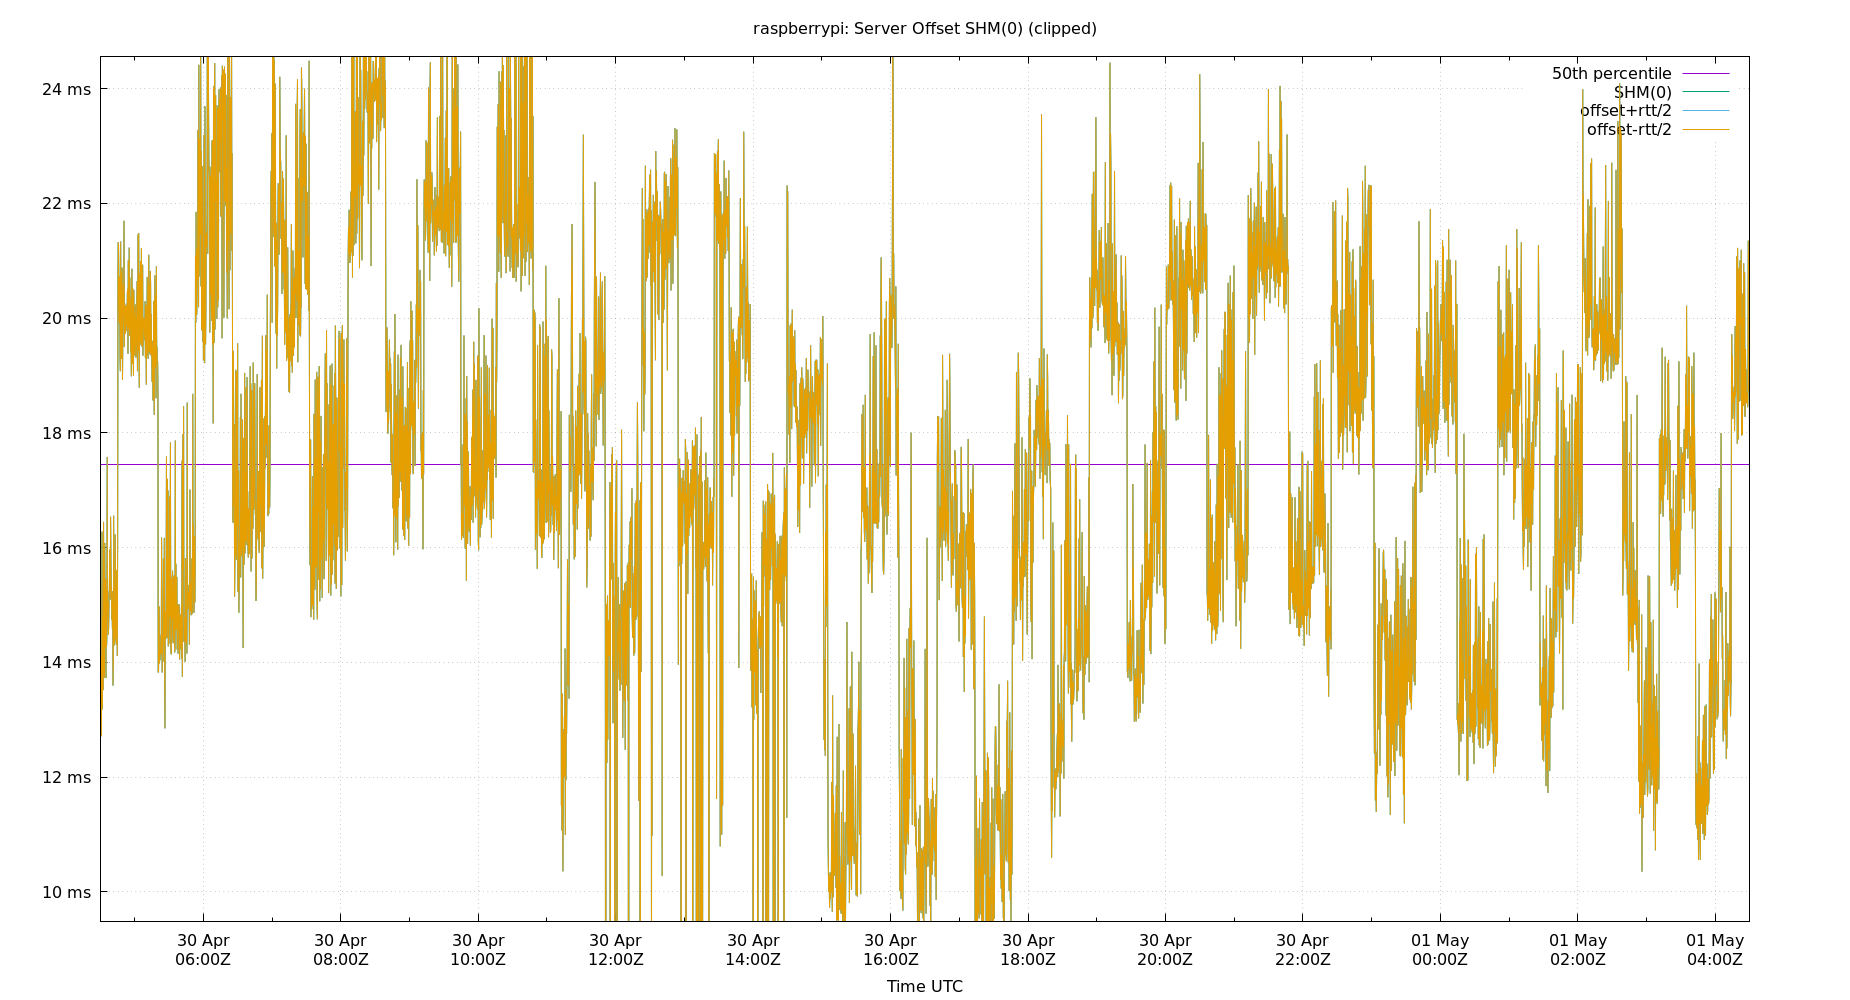 raspberrypi: Server Offset SHM(0) (clipped)
50th percentile
SHM(0)
offset+rtt/2
offset-rtt/2
24 ms
22 ms
20 ms
18 ms
16 ms
14 ms
12 ms
10 ms
30 Apr 30 Apr 30 Apr 30 Apr 30 Apr 30 Apr 30 Apr 30 Apr 30 Apr 01 May 01 May 01 May
06:00Z 08:00Z 10:00Z 12:00Z 14:00Z 16:00Z 18:00Z 20:00Z 22:00Z 00:00Z 02:00Z 04:00Z
Time UTC